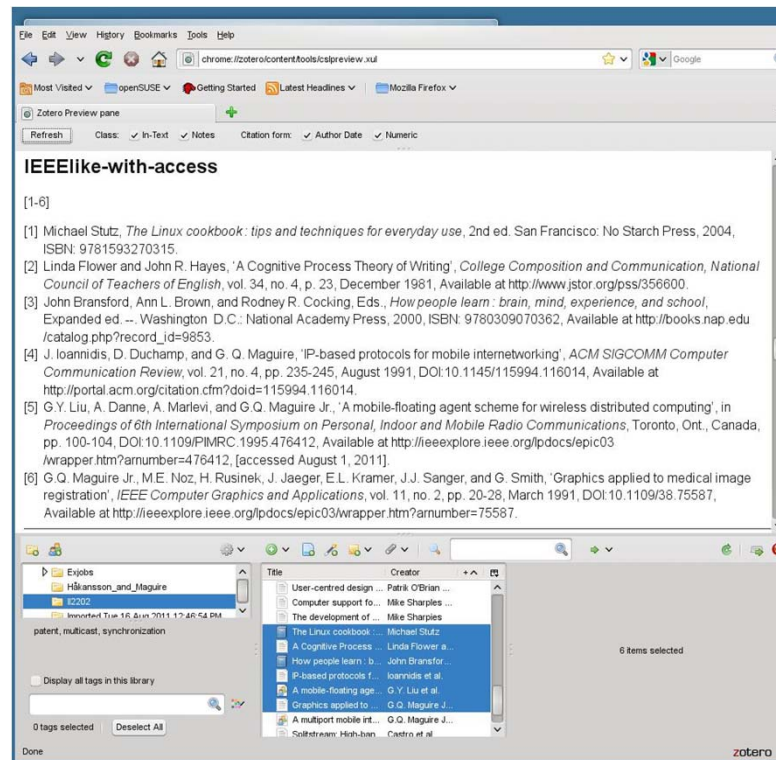 File Edit View History Bookmarks Tools Help
chrome://zotero/content/tools/cslpreview.xul Google
Most Visited openSUSE Getting Started Latest Headlines Mozilla Firefox
Zotero Preview pane
Refresh Class: In-Text Notes Citation form: Author Date Numeric
IEEElike-with-access
[1-6]
[1] Michael Stutz, The Linux cookbook : tips and techniques for everyday use, 2nd ed. San Francisco: No Starch Press, 2004,
ISBN: 9781593270315.
[2] Linda Flower and John R. Hayes, 'A Cognitive Process Theory of Writing', College Composition and Communication, National
Council of Teachers of English, vol. 34, no. 4, p. 23, December 1981, Available at http://www.jstor.org/pss/356600.
[3] John Bransford, Ann L. Brown, and Rodney R. Cocking, Eds., How people learn : brain, mind, experience, and school,
Expanded ed. --. Washington D.C.: National Academy Press, 2000, ISBN: 9780309070362, Available at http://books.nap.edu
/catalog.php?record_id=9853.
[4] J. Ioannidis, D. Duchamp, and G. Q. Maguire, 'IP-based protocols for mobile internetworking', ACM SIGCOMM Computer
Communication Review, vol. 21, no. 4, pp. 235-245, August 1991, DOI:10.1145/115994.116014, Available at
http://portal.acm.org/citation.cfm?doid=115994.116014.
[5] G.Y. Liu, A. Danne, A. Marlevi, and G.Q. Maguire Jr., 'A mobile-floating agent scheme for wireless distributed computing', in
Proceedings of 6th International Symposium on Personal, Indoor and Mobile Radio Communications, Toronto, Ont., Canada,
pp. 100-104, DOI:10.1109/PIMRC.1995.476412, Available at http://ieeexplore.ieee.org/lpdocs/epic03
/wrapper.htm?arnumber=476412, [accessed August 1, 2011].
[6] G.Q. Maguire Jr., M.E. Noz, H. Rusinek, J. Jaeger, E.L. Kramer, J.J. Sanger, and G. Smith, 'Graphics applied to medical image
registration', IEEE Computer Graphics and Applications, vol. 11, no. 2, pp. 20-28, March 1991, DOI:10.1109/38.75587,
Available at http://ieeexplore.ieee.org/lpdocs/epic03/wrapper.htm?arnumber=75587.
Exjobs
Håkansson_and_Maguire
II2202
Imported Tue 16 Aug 2011 12:46:54 PM
patent, multicast, synchronization
Display all tags in this library
0 tags selected Deselect All
Title Creator
User-centred design ... Patrik O'Brian ...
Computer support fo... Mike Sharples ...
The development of ... Mike Sharples
The Linux cookbook :... Michael Stutz
A Cognitive Process ... Linda Flower a...
How people learn : b... John Bransfor...
IP-based protocols f... Ioannidis et al.
A mobile-floating age... G.Y. Liu et al.
Graphics applied to ... G.Q. Maguire J...
A multiport mobile int... G.Q. Maguire J...
Splitstream: High-ban... Castro et al.
6 items selected
Done zotero